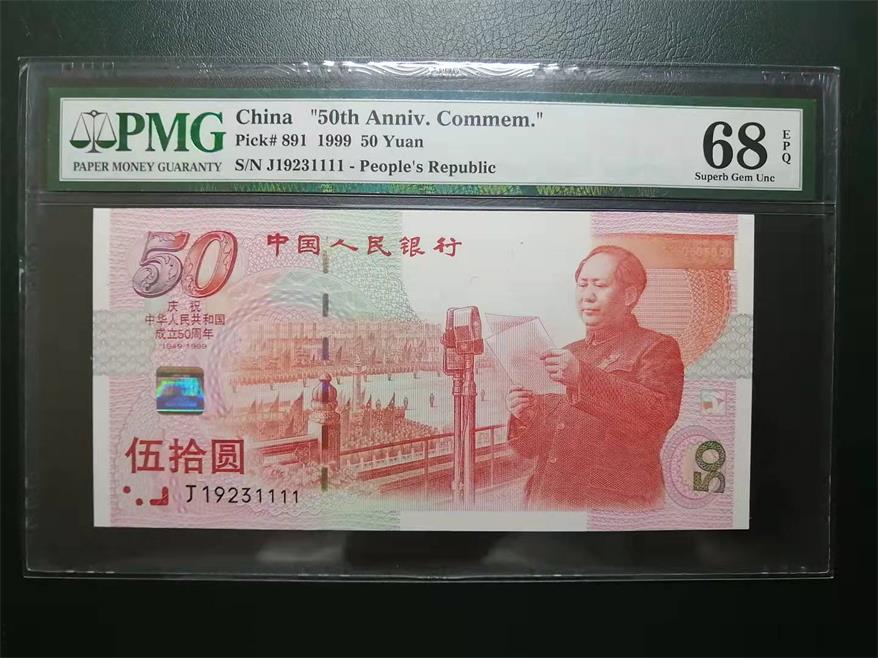 PMG
PAPER MONEY GUARANTY
China "50th Anniv. Commem."
Pick# 891 1999 50 Yuan
S/N J19231111 - People's Republic
68
EPQ
Superb Gem Unc
50
中国人民银行
庆祝
中华人民共和国
成立50周年
1949-1999
伍拾圆
J19231111
50